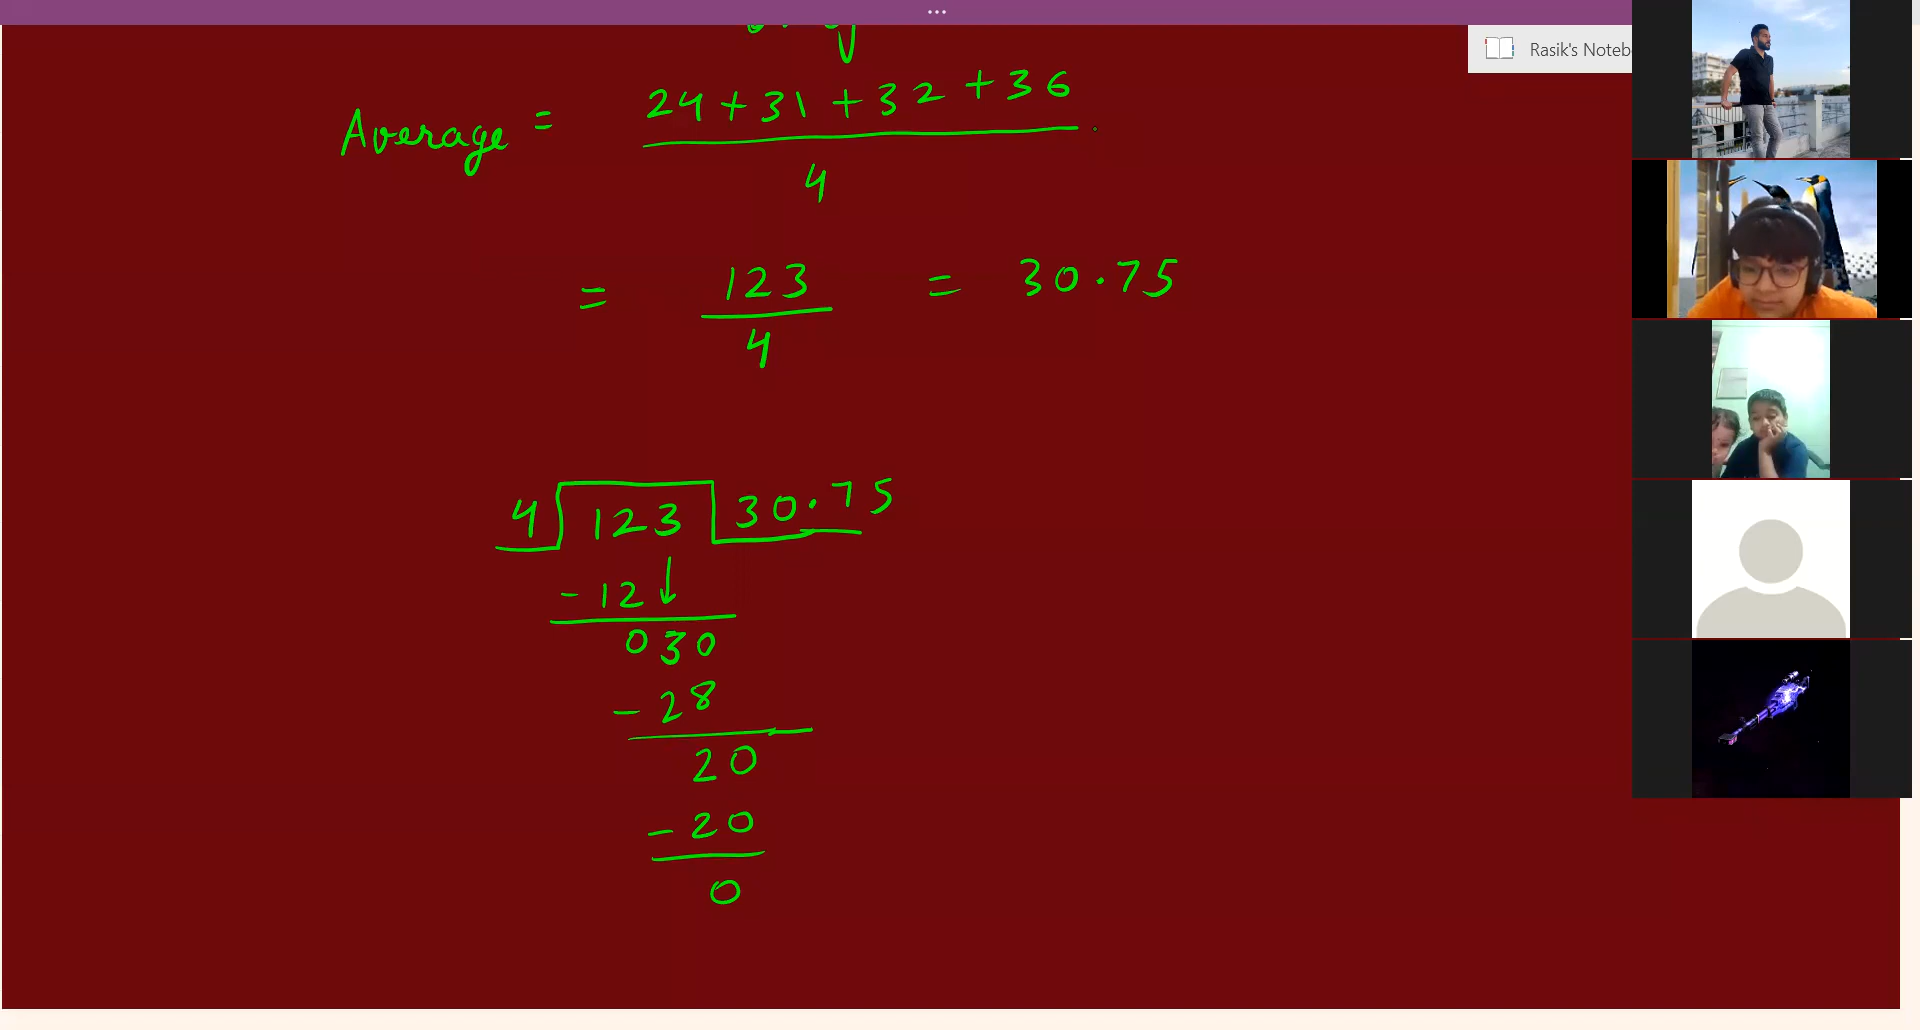 Rasik's Noteb
24+31+32+36
Average =
4
= 123 = 30.75
4
4 123 30.75
-12
030
-28
20
-20
0